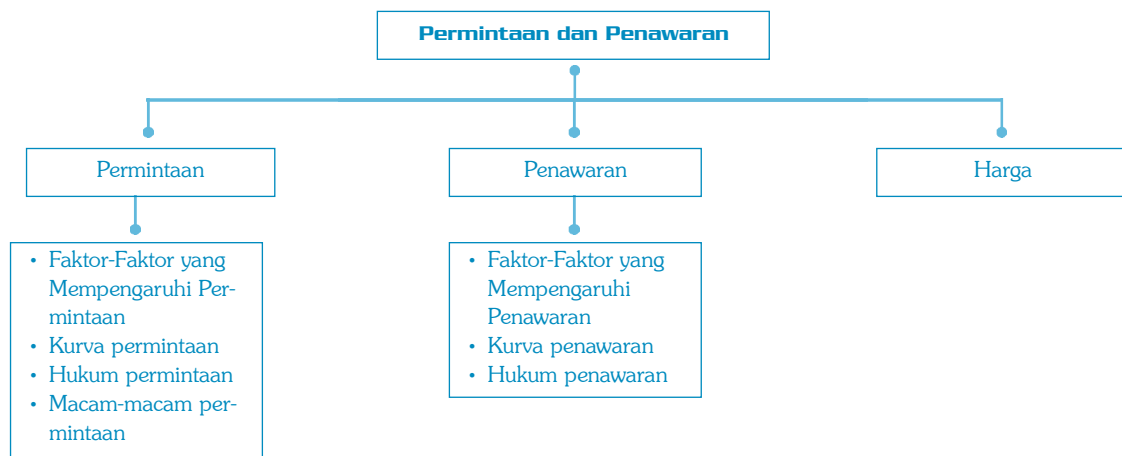 Permintaan dan Penawaran
Permintaan
Penawaran
Harga
• Faktor-Faktor yang
Mempengaruhi Per-
mintaan
• Kurva permintaan
• Hukum permintaan
• Macam-macam per-
mintaan
• Faktor-Faktor yang
Mempengaruhi
Penawaran
• Kurva penawaran
• Hukum penawaran